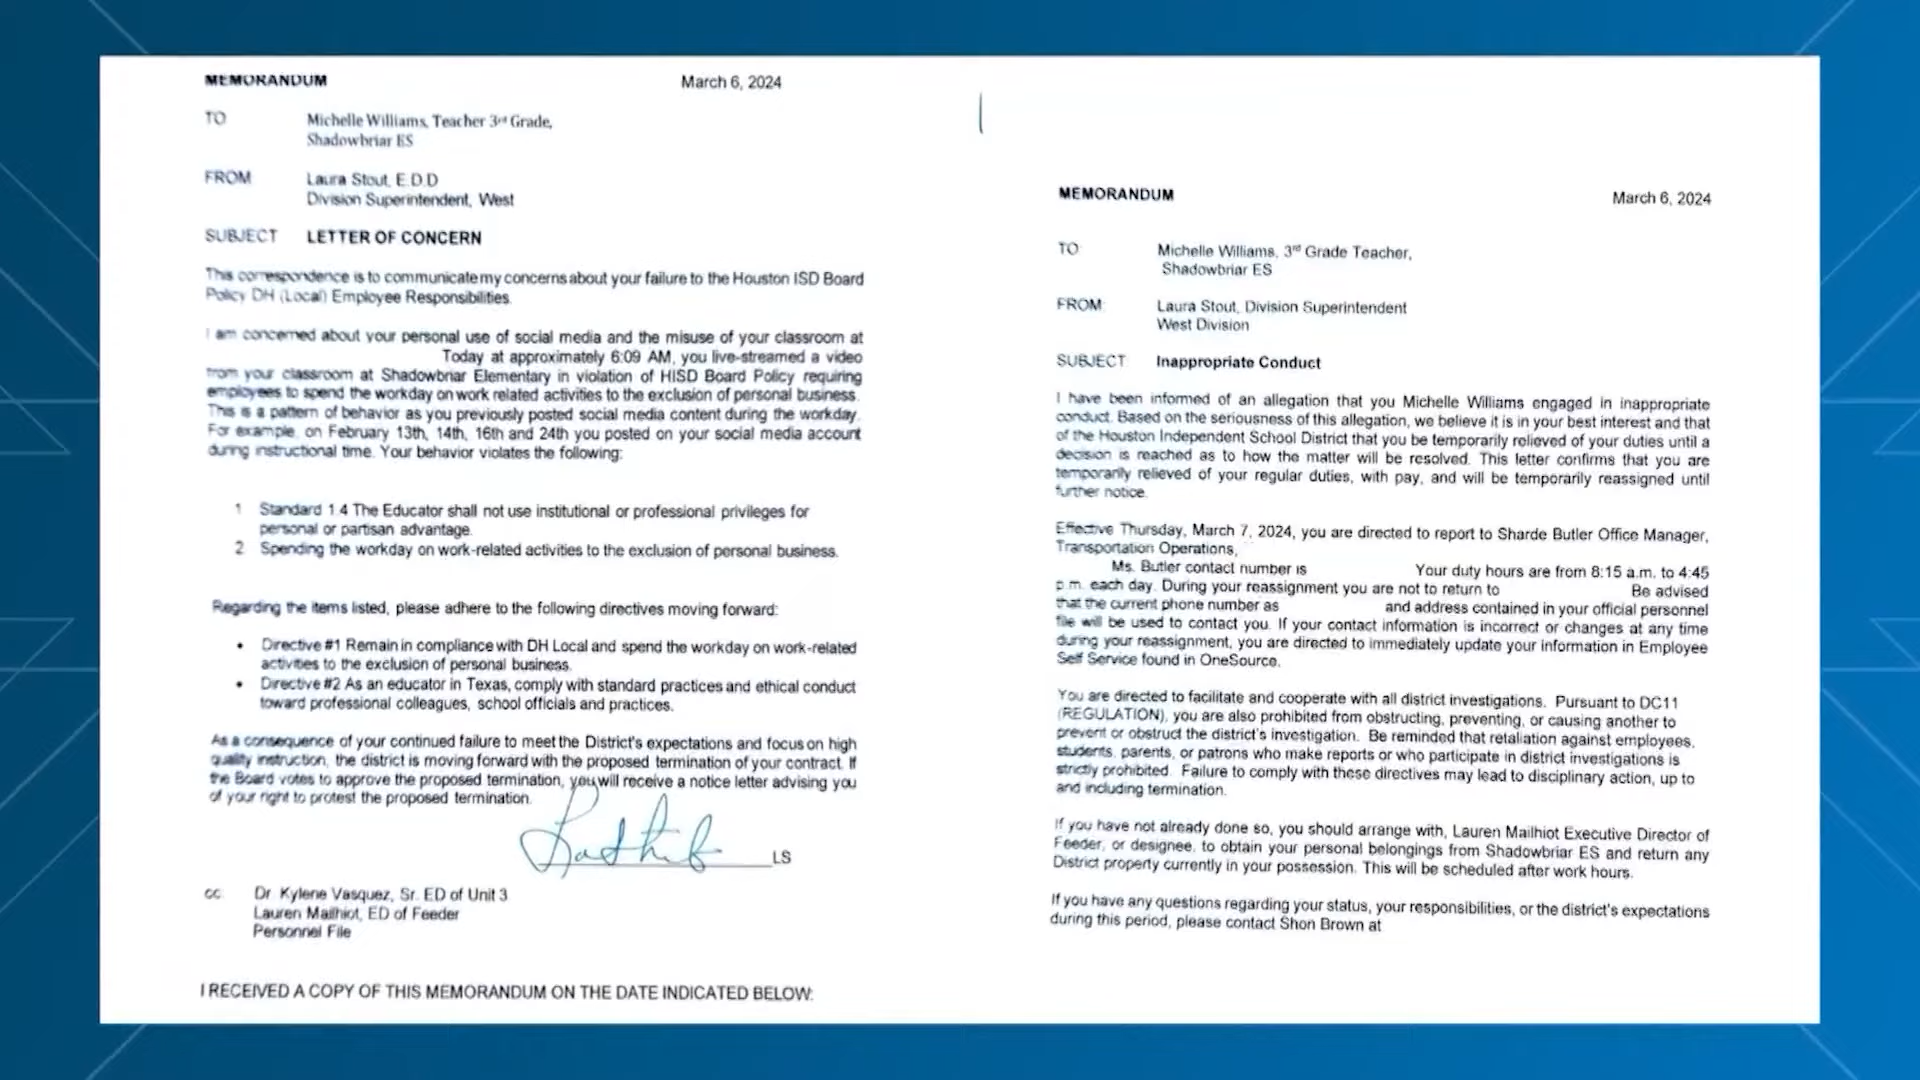 MEMORANDUM March 6, 2024
TO Michelle Williams, Teacher 3rd Grade,
Shadowbriar ES
FROM Laura Stout, E.D.D
Division Superintendent, West
SUBJECT LETTER OF CONCERN
This correspondence is to communicate my concerns about your failure to the Houston ISD Board
Policy DH (Local) Employee Responsibilities.
I am concerned about your personal use of social media and the misuse of your classroom at
Today at approximately 6:09 AM, you live-streamed a video
from your classroom at Shadowbriar Elementary in violation of HISD Board Policy requiring
employees to spend the workday on work related activities to the exclusion of personal business.
This is a pattern of behavior as you previously posted social media content during the workday.
For example, on February 13th, 14th, 16th and 24th you posted on your social media account
during instructional time. Your behavior violates the following:
1 Standard 1.4 The Educator shall not use institutional or professional privileges for
personal or partisan advantage.
2 Spending the workday on work-related activities to the exclusion of personal business.
Regarding the items listed, please adhere to the following directives moving forward:
• Directive #1 Remain in compliance with DH Local and spend the workday on work-related
activities to the exclusion of personal business.
• Directive #2 As an educator in Texas, comply with standard practices and ethical conduct
toward professional colleagues, school officials and practices.
As a consequence of your continued failure to meet the District's expectations and focus on high
quality instruction, the district is moving forward with the proposed termination of your contract. If
the Board votes to approve the proposed termination, you will receive a notice letter advising you
of your right to protest the proposed termination.
LS
cc Dr. Kylene Vasquez, Sr. ED of Unit 3
Lauren Mailhiot, ED of Feeder
Personnel File
I RECEIVED A COPY OF THIS MEMORANDUM ON THE DATE INDICATED BELOW:
MEMORANDUM March 6, 2024
TO Michelle Williams, 3rd Grade Teacher,
Shadowbriar ES
FROM Laura Stout, Division Superintendent
West Division
SUBJECT Inappropriate Conduct
I have been informed of an allegation that you Michelle Williams engaged in inappropriate
conduct. Based on the seriousness of this allegation, we believe it is in your best interest and that
of the Houston Independent School District that you be temporarily relieved of your duties until a
decision is reached as to how the matter will be resolved. This letter confirms that you are
temporarily relieved of your regular duties, with pay, and will be temporarily reassigned until
further notice.
Effective Thursday, March 7, 2024, you are directed to report to Sharde Butler Office Manager,
Transportation Operations,
Ms. Butler contact number is Your duty hours are from 8:15 a.m. to 4:45
p.m. each day. During your reassignment you are not to return to Be advised
that the current phone number as and address contained in your official personnel
file will be used to contact you. If your contact information is incorrect or changes at any time
during your reassignment, you are directed to immediately update your information in Employee
Self Service found in OneSource.
You are directed to facilitate and cooperate with all district investigations. Pursuant to DC11
(REGULATION), you are also prohibited from obstructing, preventing, or causing another to
prevent or obstruct the district's investigation. Be reminded that retaliation against employees,
students, parents, or patrons who make reports or who participate in district investigations is
strictly prohibited. Failure to comply with these directives may lead to disciplinary action, up to
and including termination.
If you have not already done so, you should arrange with, Lauren Mailhiot Executive Director of
Feeder, or designee, to obtain your personal belongings from Shadowbriar ES and return any
District property currently in your possession. This will be scheduled after work hours.
If you have any questions regarding your status, your responsibilities, or the district's expectations
during this period, please contact Shon Brown at